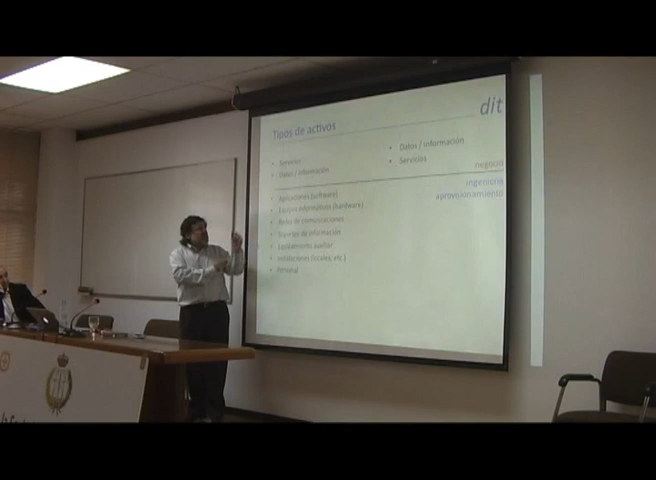 dit
Tipos de activos
• Servicios
• Datos / información
• Datos / información
• Servicios
negocio
ingeniería
aprovisionamiento
• Aplicaciones (software)
• Equipos informáticos (hardware)
• Redes de comunicaciones
• Soportes de información
• Equipamiento auxiliar
• Instalaciones (locales, etc.)
• Personal